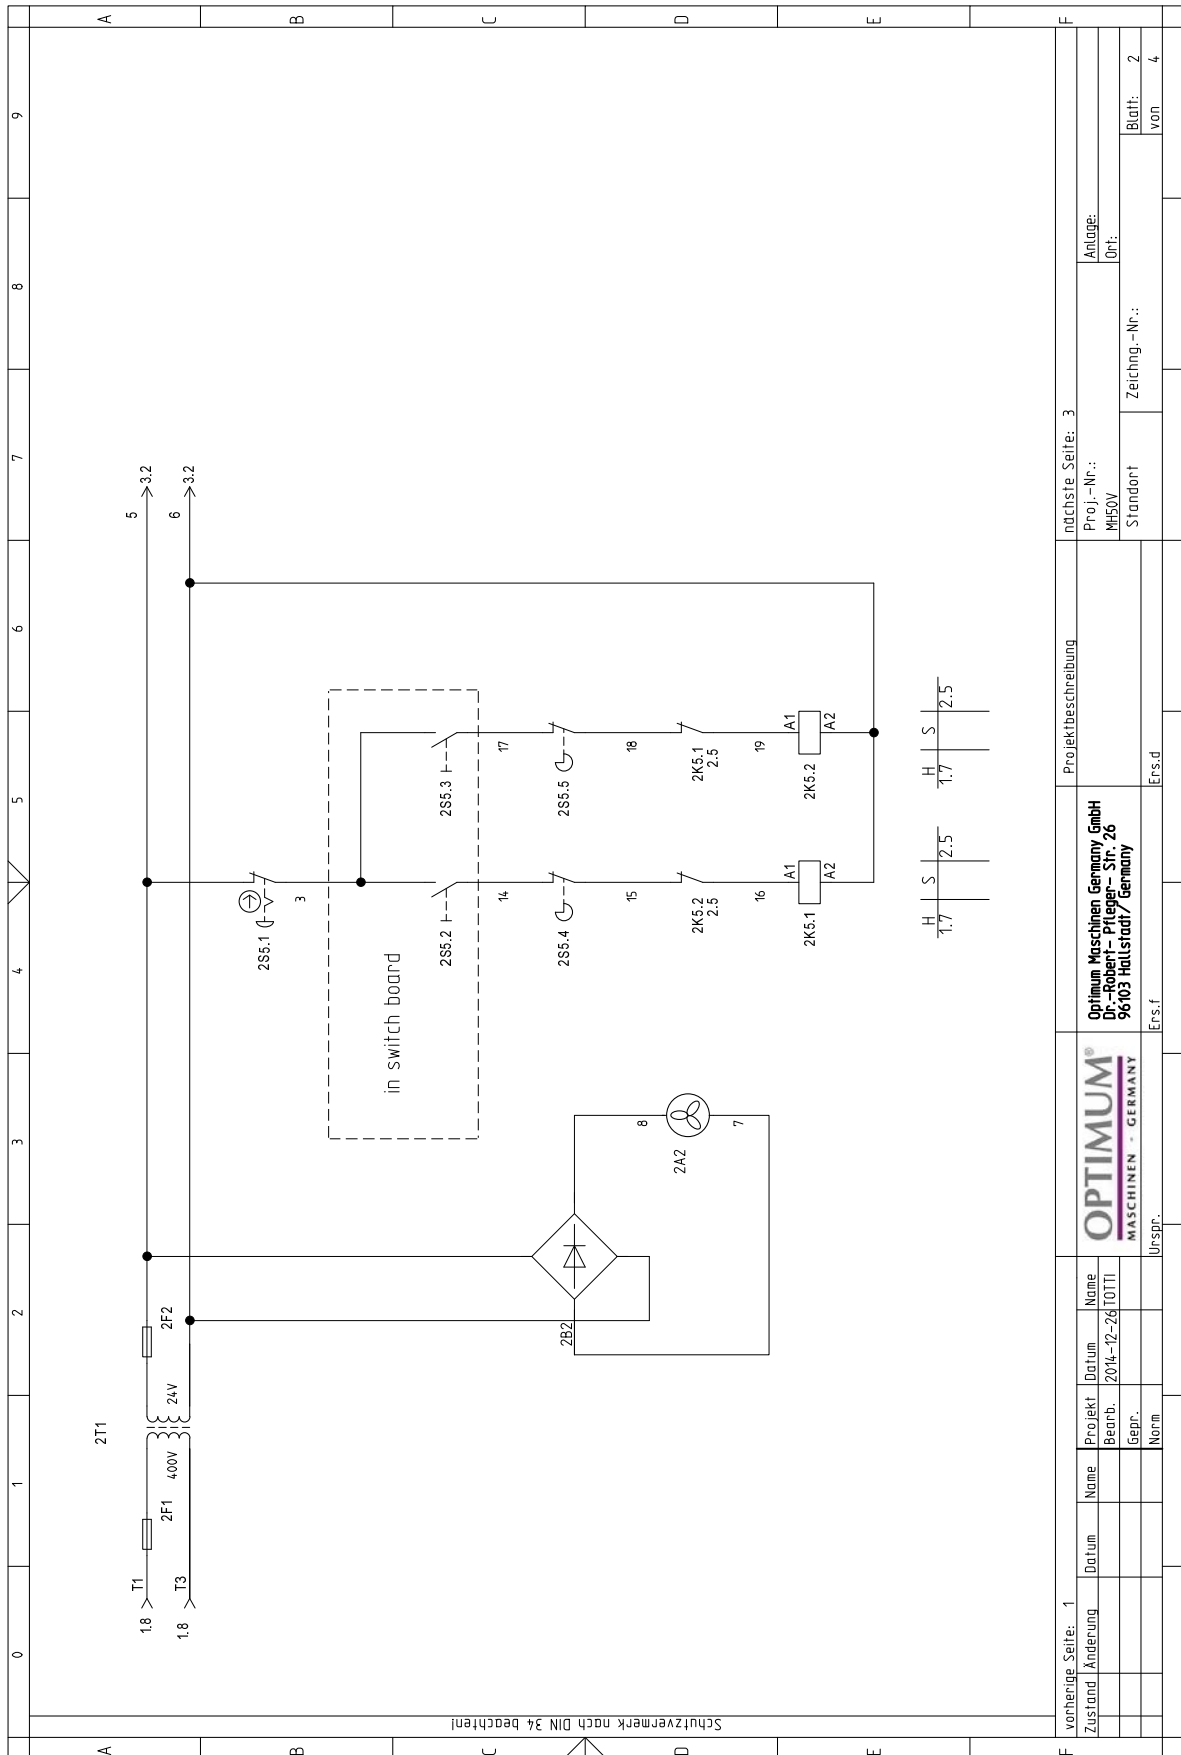 0 1 2 3 4 5 6 7 8 9
A
B
C
D
E
F
A
B
C
D
E
F
Schutzvermerk nach DIN 34 beachten!
1.8
T1
1.8
T3
2F1
2T1
400V
24V
2F2
5
3.2
6
3.2
2S5.1
3
in switch board
2S5.2
2S5.3
14
17
2S5.4
2S5.5
15
18
2K5.2
2.5
2K5.1
2.5
16
19
2K5.1
A1
A2
2K5.2
A1
A2
2B2
8
2A2
7
H S
1.7 2.5
H S
1.7 2.5
vorherige Seite: 1
Zustand Änderung Datum Name
Projekt Datum Name
Bearb. 2014-12-26 TOTTI
Gepr.
Norm
Urspr.
OPTIMUM®
MASCHINEN - GERMANY
Optimum Maschinen Germany GmbH
Dr.-Robert- Pfleger- Str. 26
96103 Hallstadt/ Germany
Ers.f
Ers.d
Projektbeschreibung
nächste Seite: 3
Proj.-Nr.:
MH50V
Standort
Anlage:
Ort:
Zeichng.-Nr.:
Blatt: 2
von 4